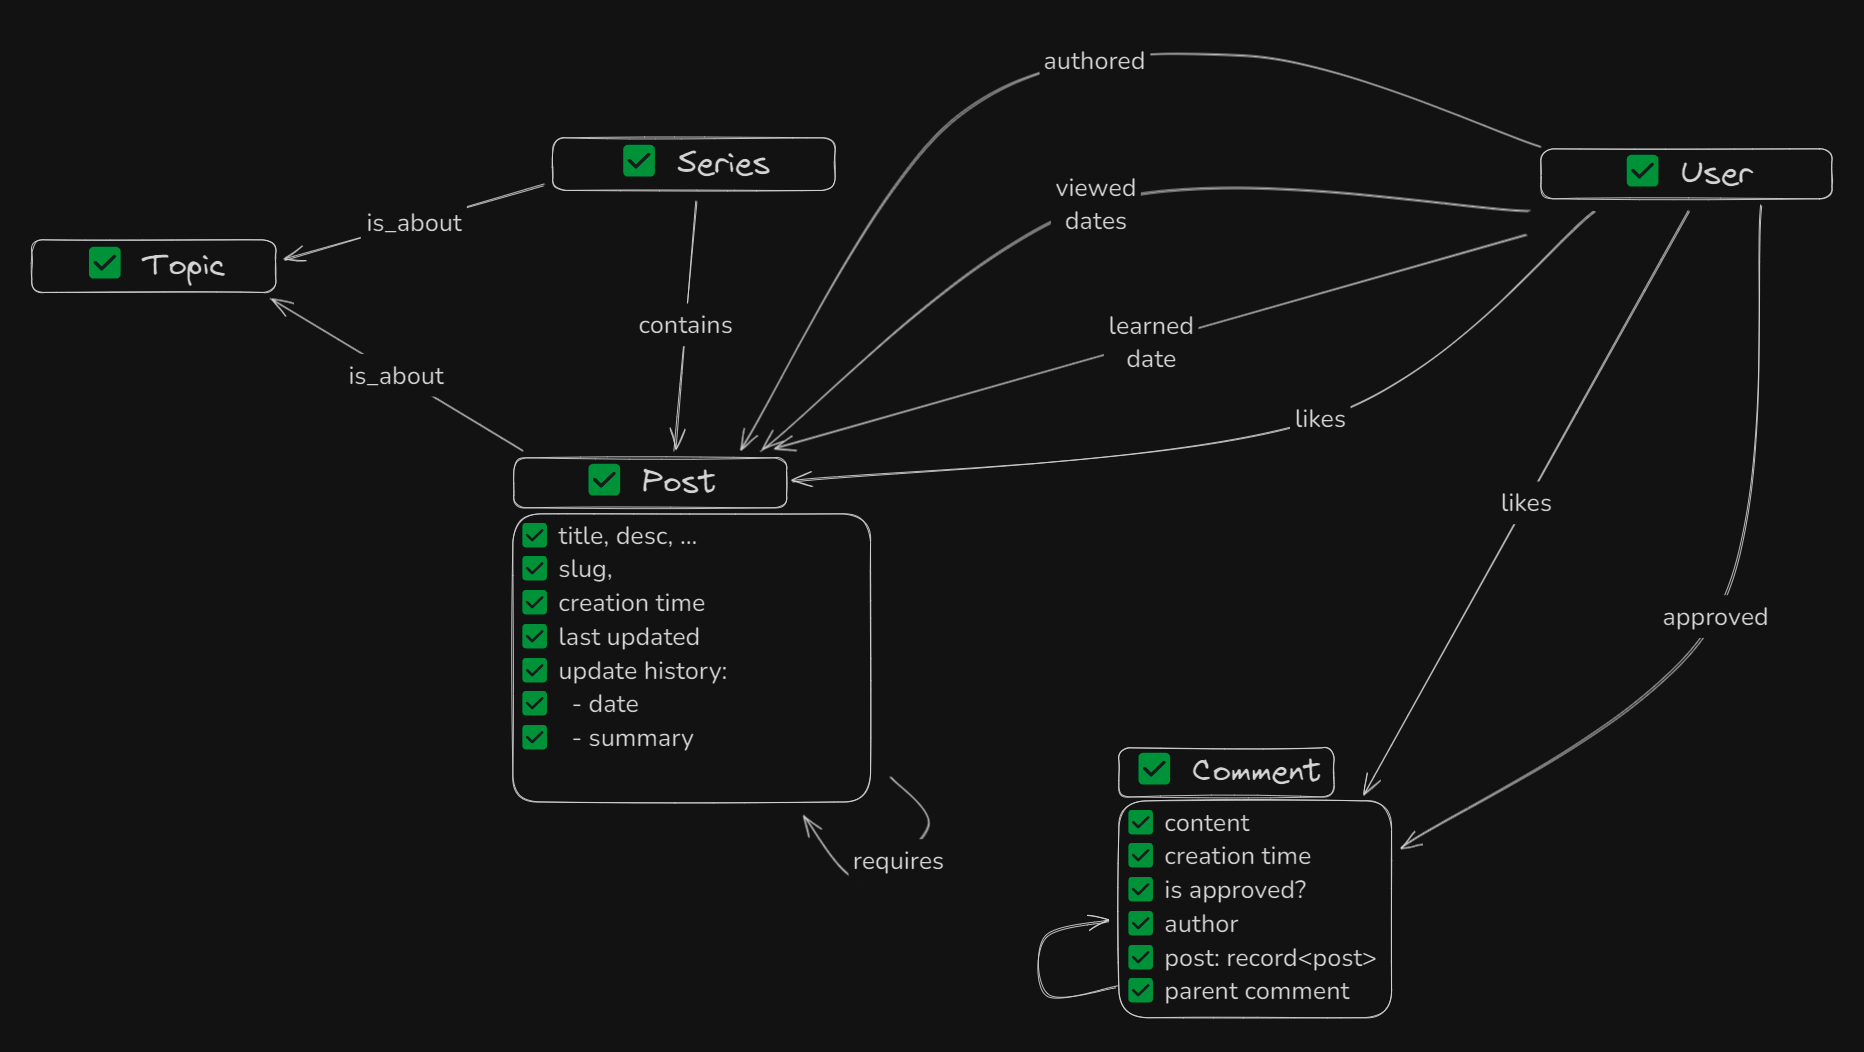 authored
Series
User
viewed
dates
is_about
Topic
contains
learned
date
is_about
likes
Post
likes
title, desc, ...
slug,
creation time
last updated
update history:
- date
- summary
approved
requires
Comment
content
creation time
is approved?
author
post: record<post>
parent comment